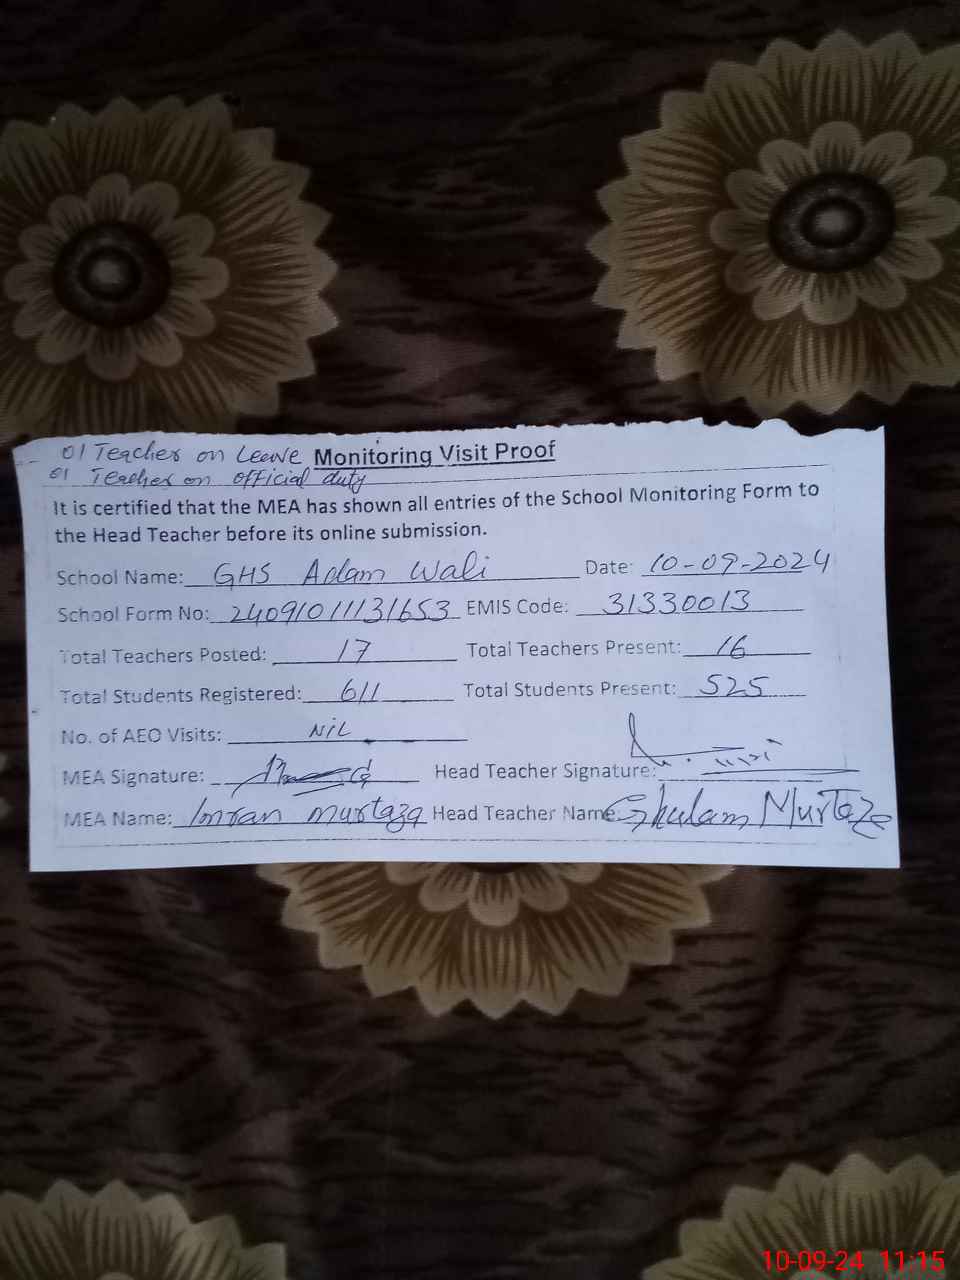 01 Teacher on Leave Monitoring Visit Proof
01 Teacher on official duty
It is certified that the MEA has shown all entries of the School Monitoring Form to
the Head Teacher before its online submission.
School Name: GHS Adam Wali Date: 10-09-2024
School Form No: 24091011131653 EMIS Code: 31330013
Total Teachers Posted: 17 Total Teachers Present: 16
Total Students Registered: 611 Total Students Present: 525
No. of AEO Visits: NiL
MEA Signature: Head Teacher Signature:
MEA Name: Imran murtaza Head Teacher Name: Ghulam Murtaza
10-09-24 11:15